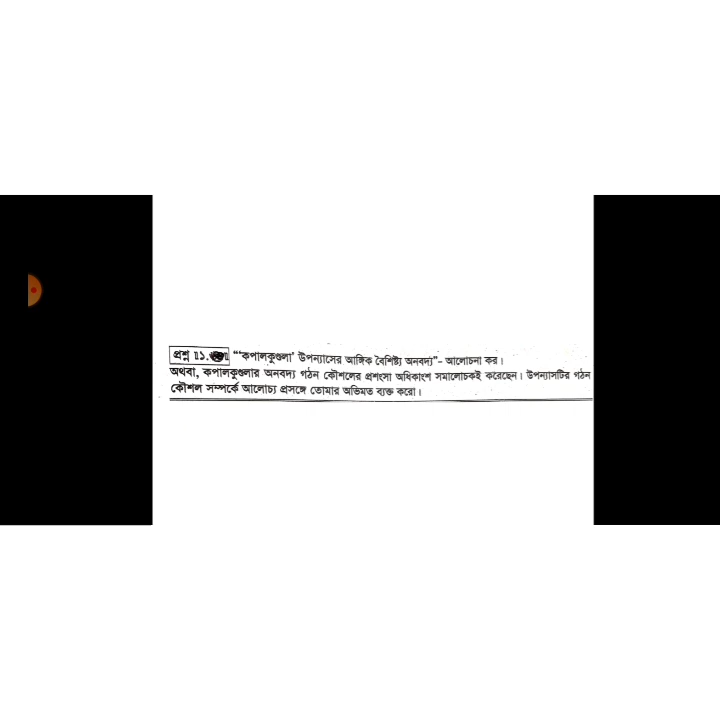 প্রশ্ন ॥১. ॥ “‘কপালকুণ্ডলা’ উপন্যাসের আঙ্গিক বৈশিষ্ট্য অনবদ্য”- আলোচনা কর।
অথবা, কপালকুণ্ডলার অনবদ্য গঠন কৌশলের প্রশংসা অধিকাংশ সমালোচকই করেছেন। উপন্যাসটির গঠন
কৌশল সম্পর্কে আলোচ্য প্রসঙ্গে তোমার অভিমত ব্যক্ত করো।